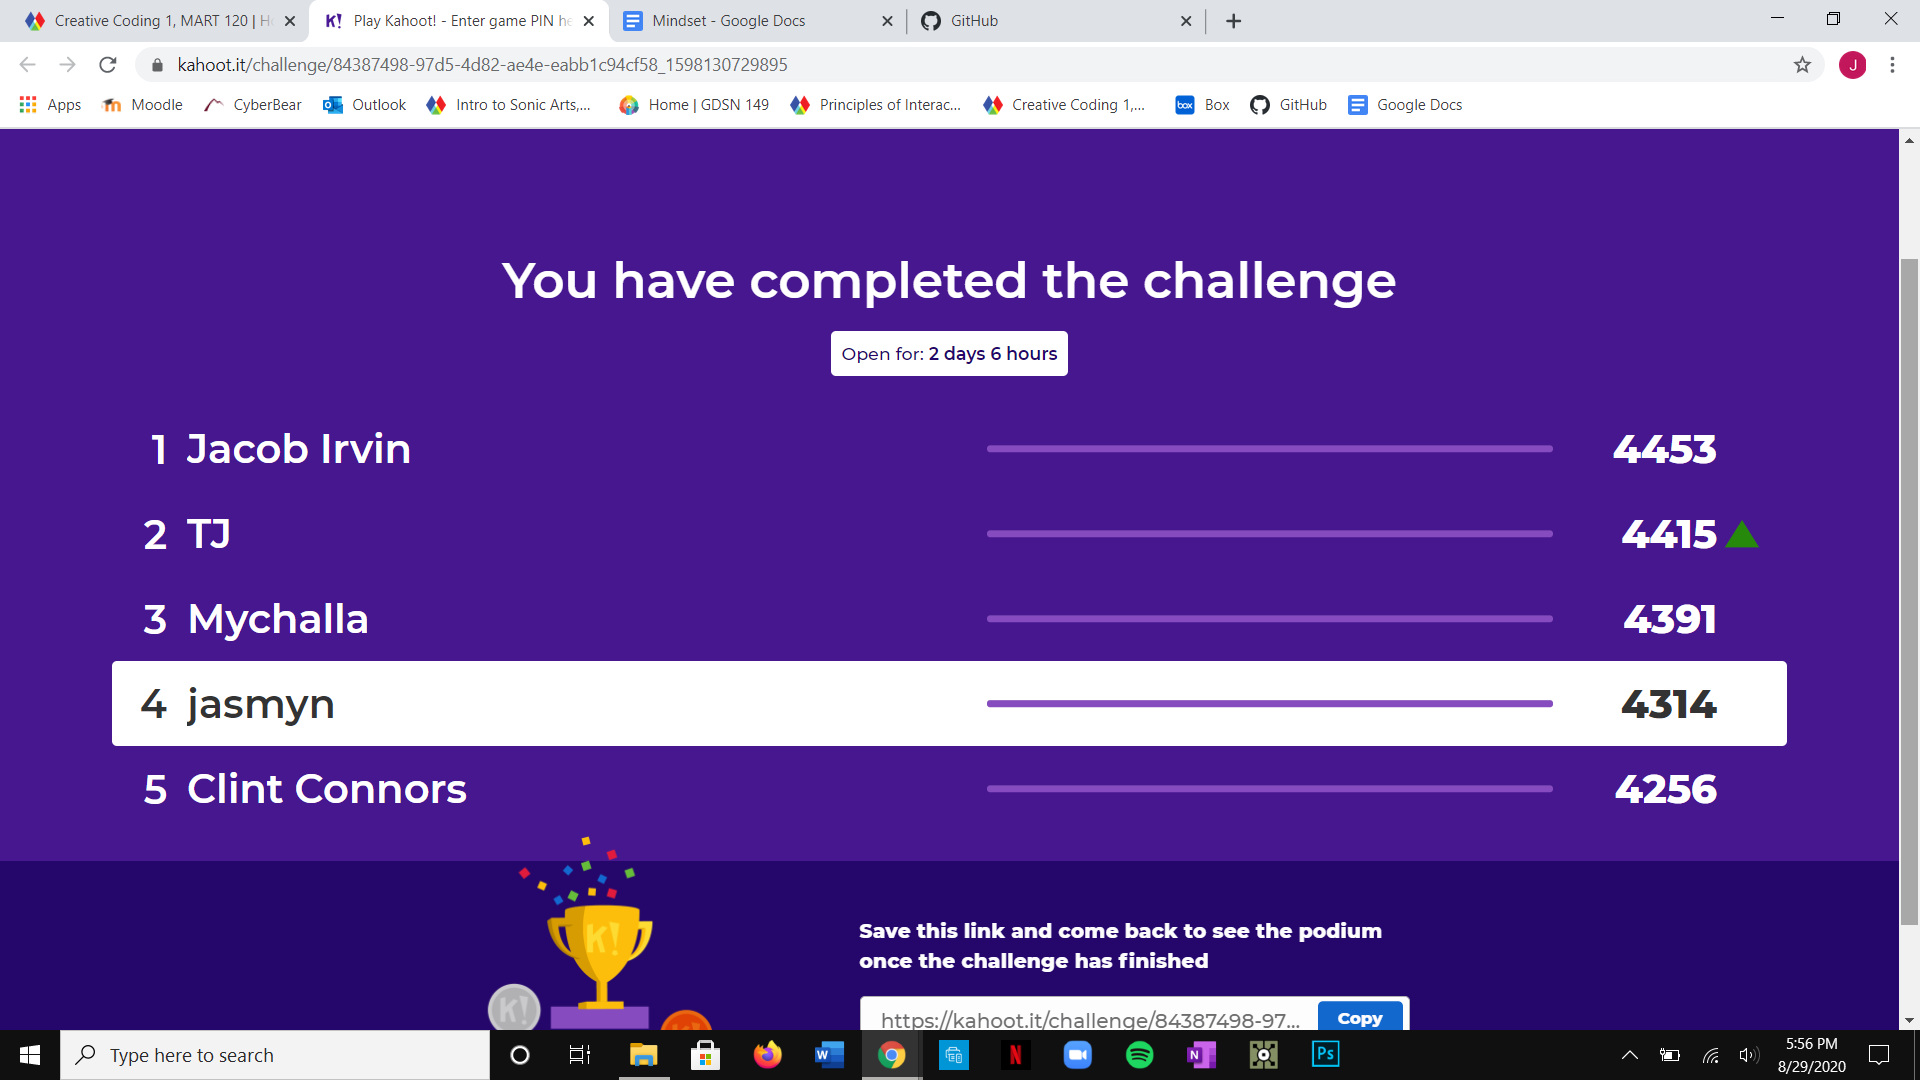 Creative Coding 1, MART 120 | He
K! Play Kahoot! - Enter game PIN he
Mindset - Google Docs
GitHub
kahoot.it/challenge/84387498-97d5-4d82-ae4e-eabb1c94cf58_1598130729895
J
Apps Moodle CyberBear Outlook Intro to Sonic Arts,... Home | GDSN 149 Principles of Interac... Creative Coding 1,... box Box GitHub Google Docs
You have completed the challenge
Open for: 2 days 6 hours
1 Jacob Irvin 4453
2 TJ 4415
3 Mychalla 4391
4 jasmyn 4314
5 Clint Connors 4256
K!
K!
K!
Save this link and come back to see the podium
once the challenge has finished
https://kahoot.it/challenge/84387498-97... Copy
Type here to search
W
N
N
Ps
5:56 PM
8/29/2020